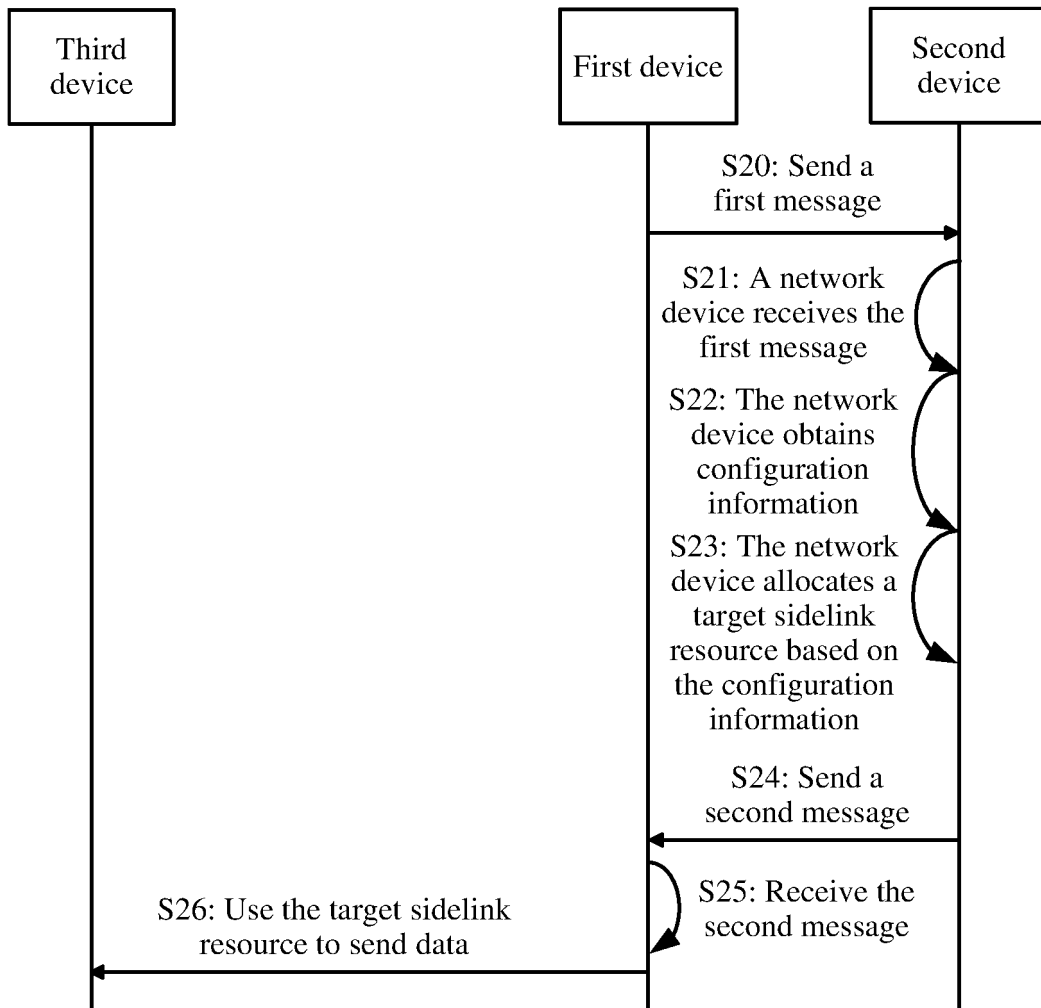 Third
device
First device
Second
device
S20: Send a
first message
S21: A network
device receives the
first message
S22: The network
device obtains
configuration
information
S23: The network
device allocates a
target sidelink
resource based on
the configuration
information
S24: Send a
second message
S25: Receive the
second message
S26: Use the target sidelink
resource to send data